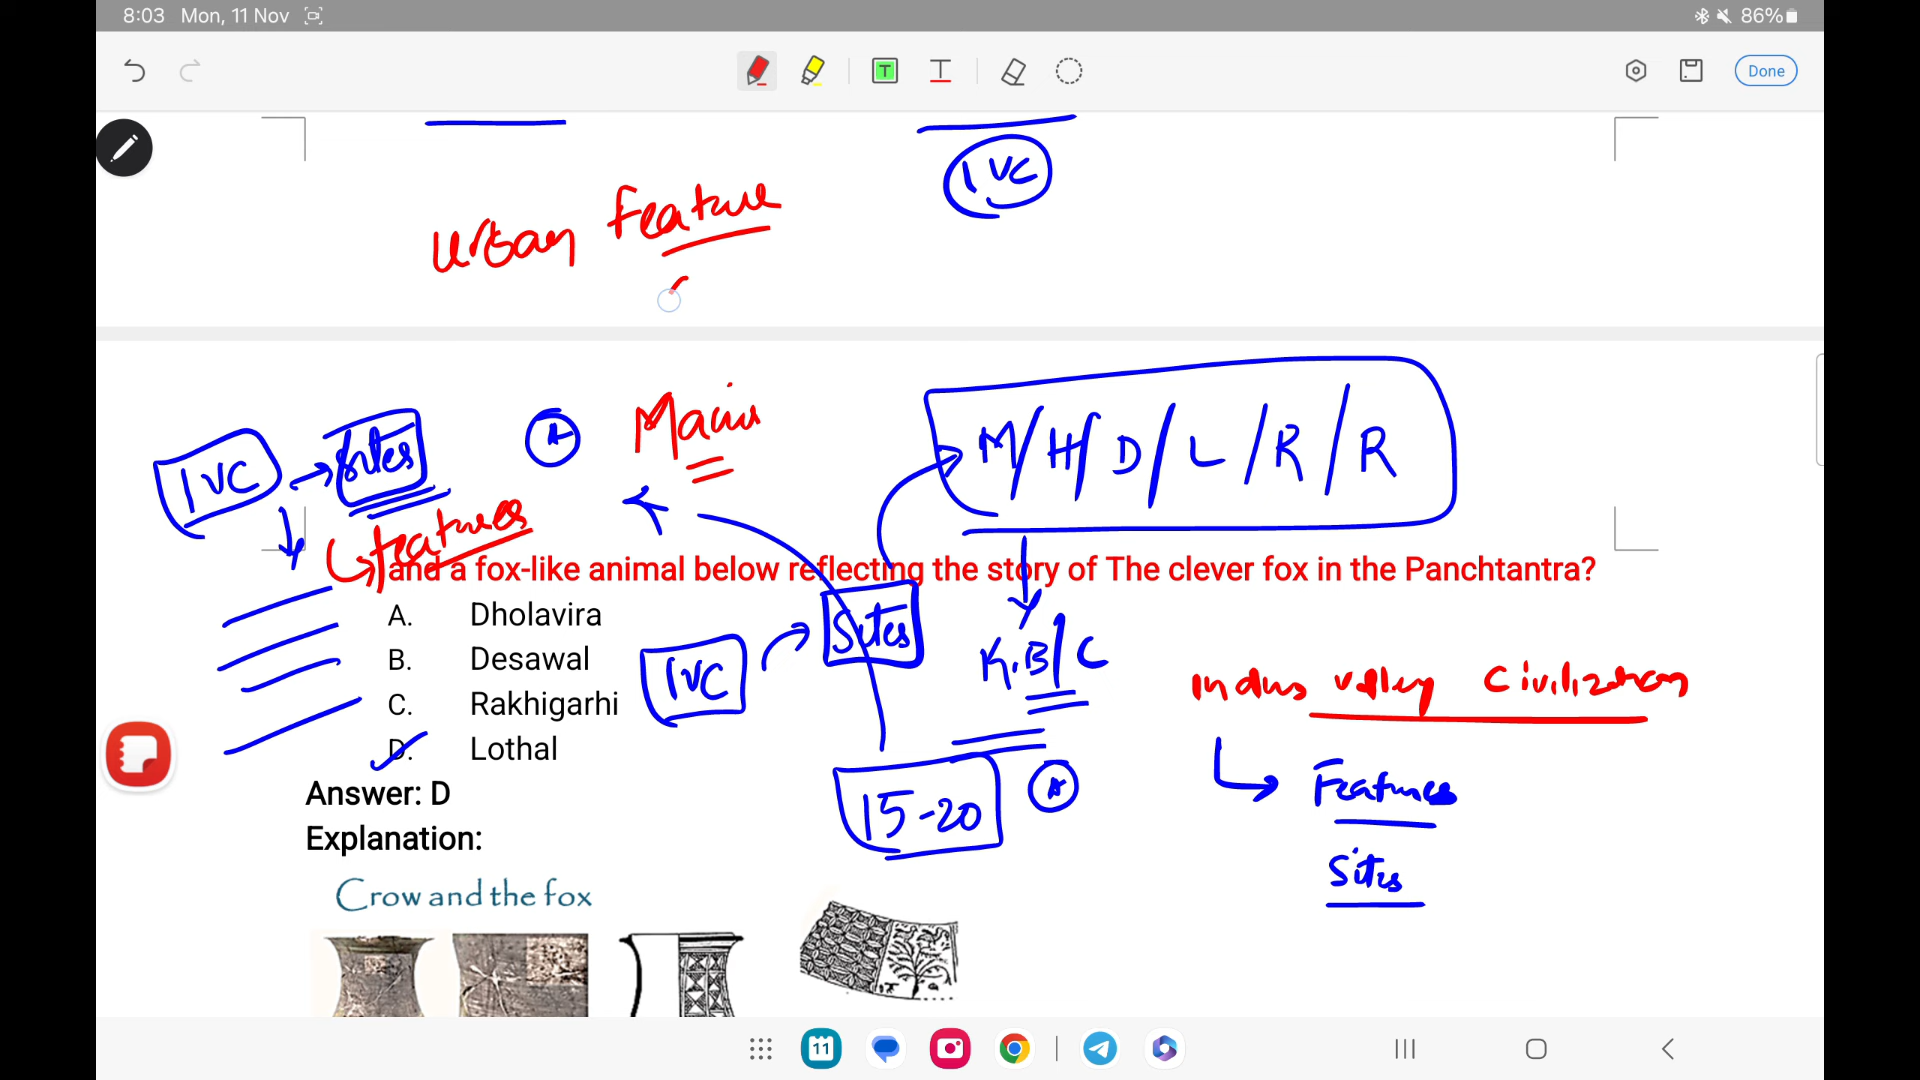 8:03 Mon, 11 Nov
86%
T
Done
IVC
Urban Feature
IVC
Sites
A
Mains
M/H/D/L/R/R
Features
and a fox-like animal below reflecting the story of The clever fox in the Panchtantra?
A. Dholavira
B. Desawal
C. Rakhigarhi
D. Lothal
IVC
Sites
K.B/C
Indus valley Civilization
15-20
A
Features
Sites
Answer: D
Explanation:
Crow and the fox
11